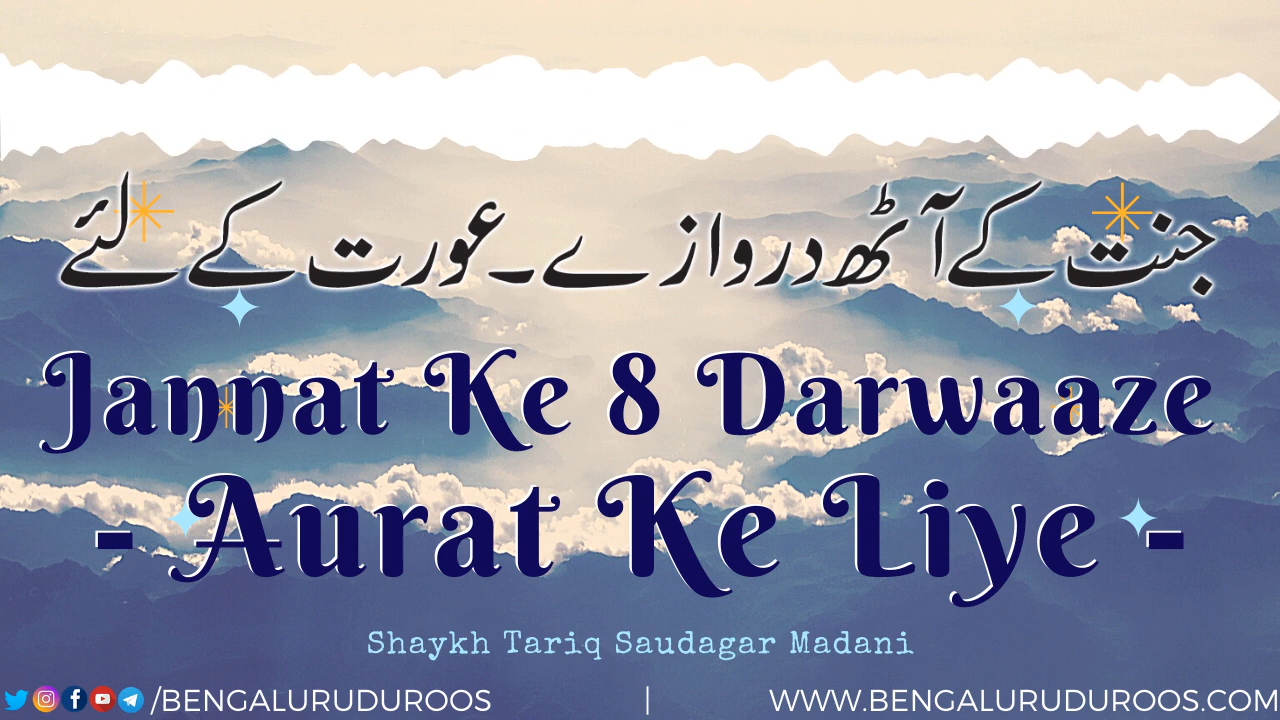 جنت کے آٹھ دروازے۔عورت کے لئے
Jannat Ke 8 Darwaaze
- Aurat Ke Liye -
Shaykh Tariq Saudagar Madani
/BENGALURUDUROOS | WWW.BENGALURUDUROOS.COM